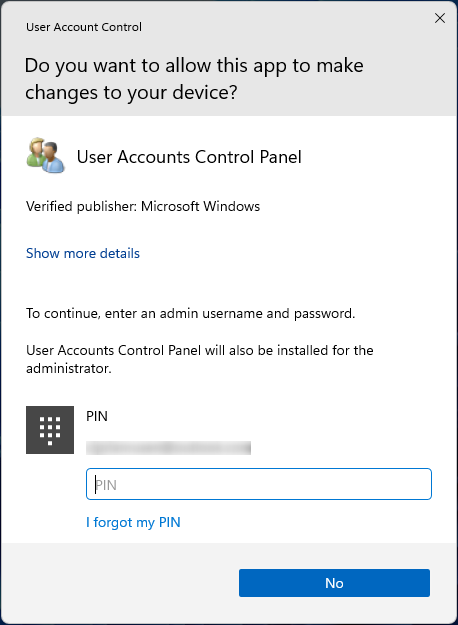 User Account Control
Do you want to allow this app to make
changes to your device?
User Accounts Control Panel
Verified publisher: Microsoft Windows
Show more details
To continue, enter an admin username and password.
User Accounts Control Panel will also be installed for the
administrator.
PIN
PIN
I forgot my PIN
No